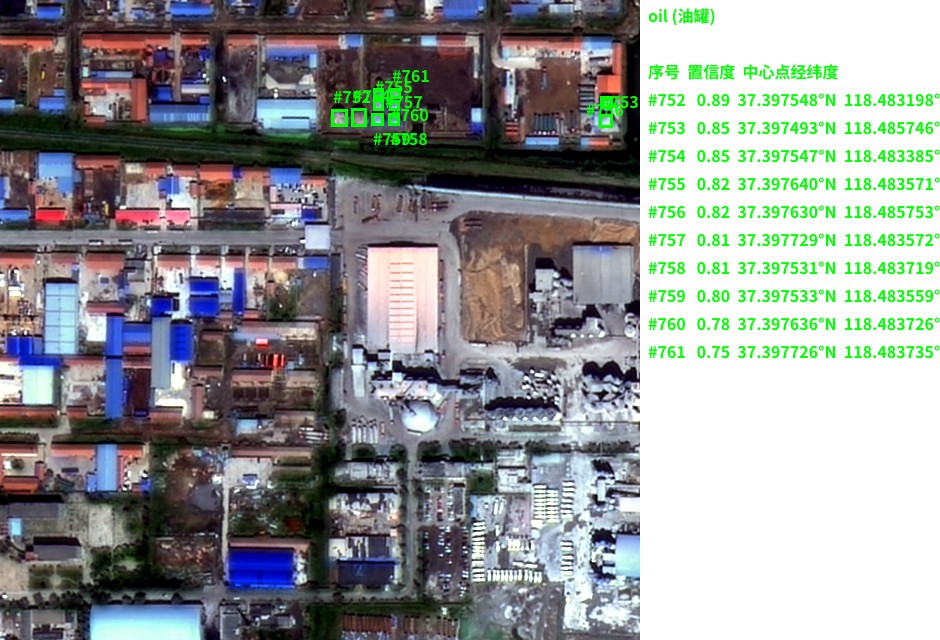 oil (油罐)
序号 置信度 中心点经纬度
#752 0.89 37.397548°N 118.483198°
#753 0.85 37.397493°N 118.485746°
#754 0.85 37.397547°N 118.483385°
#755 0.82 37.397640°N 118.483571°
#756 0.82 37.397630°N 118.485753°
#757 0.81 37.397729°N 118.483572°
#758 0.81 37.397531°N 118.483719°
#759 0.80 37.397533°N 118.483559°
#760 0.78 37.397636°N 118.483726°
#761 0.75 37.397726°N 118.483735°
#761